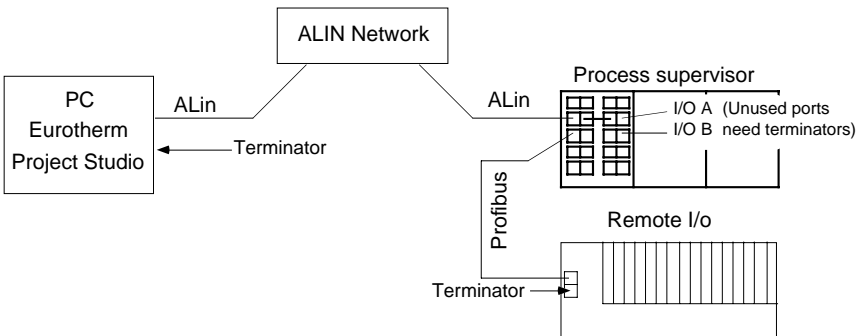 ALIN Network
PC
Eurotherm
Project Studio
ALin
Terminator
ALin
Process supervisor
I/O A (Unused ports
I/O B need terminators)
Profibus
Remote I/o
Terminator